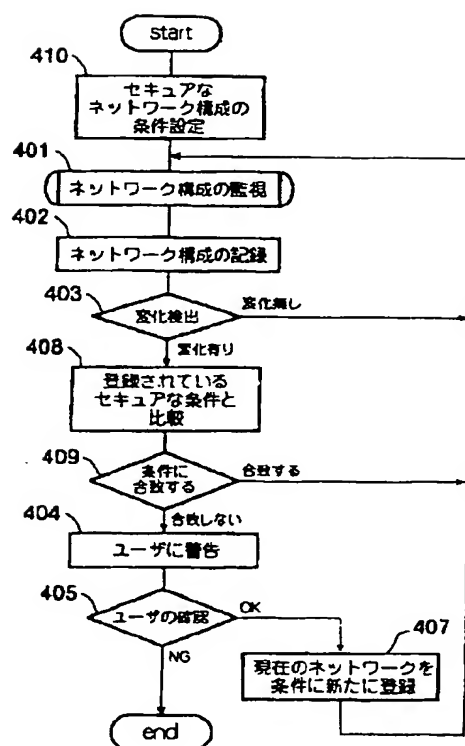 start
410
セキュアな
ネットワーク構成の
条件設定
401
ネットワーク構成の監視
402
ネットワーク構成の記録
403
変化検出
変化無し
変化有り
408
登録されている
セキュアな条件と
比較
409
条件に
合致する
合致する
合致しない
404
ユーザに警告
405
ユーザの確認
OK
NG
407
現在のネットワークを
条件に新たに登録
end